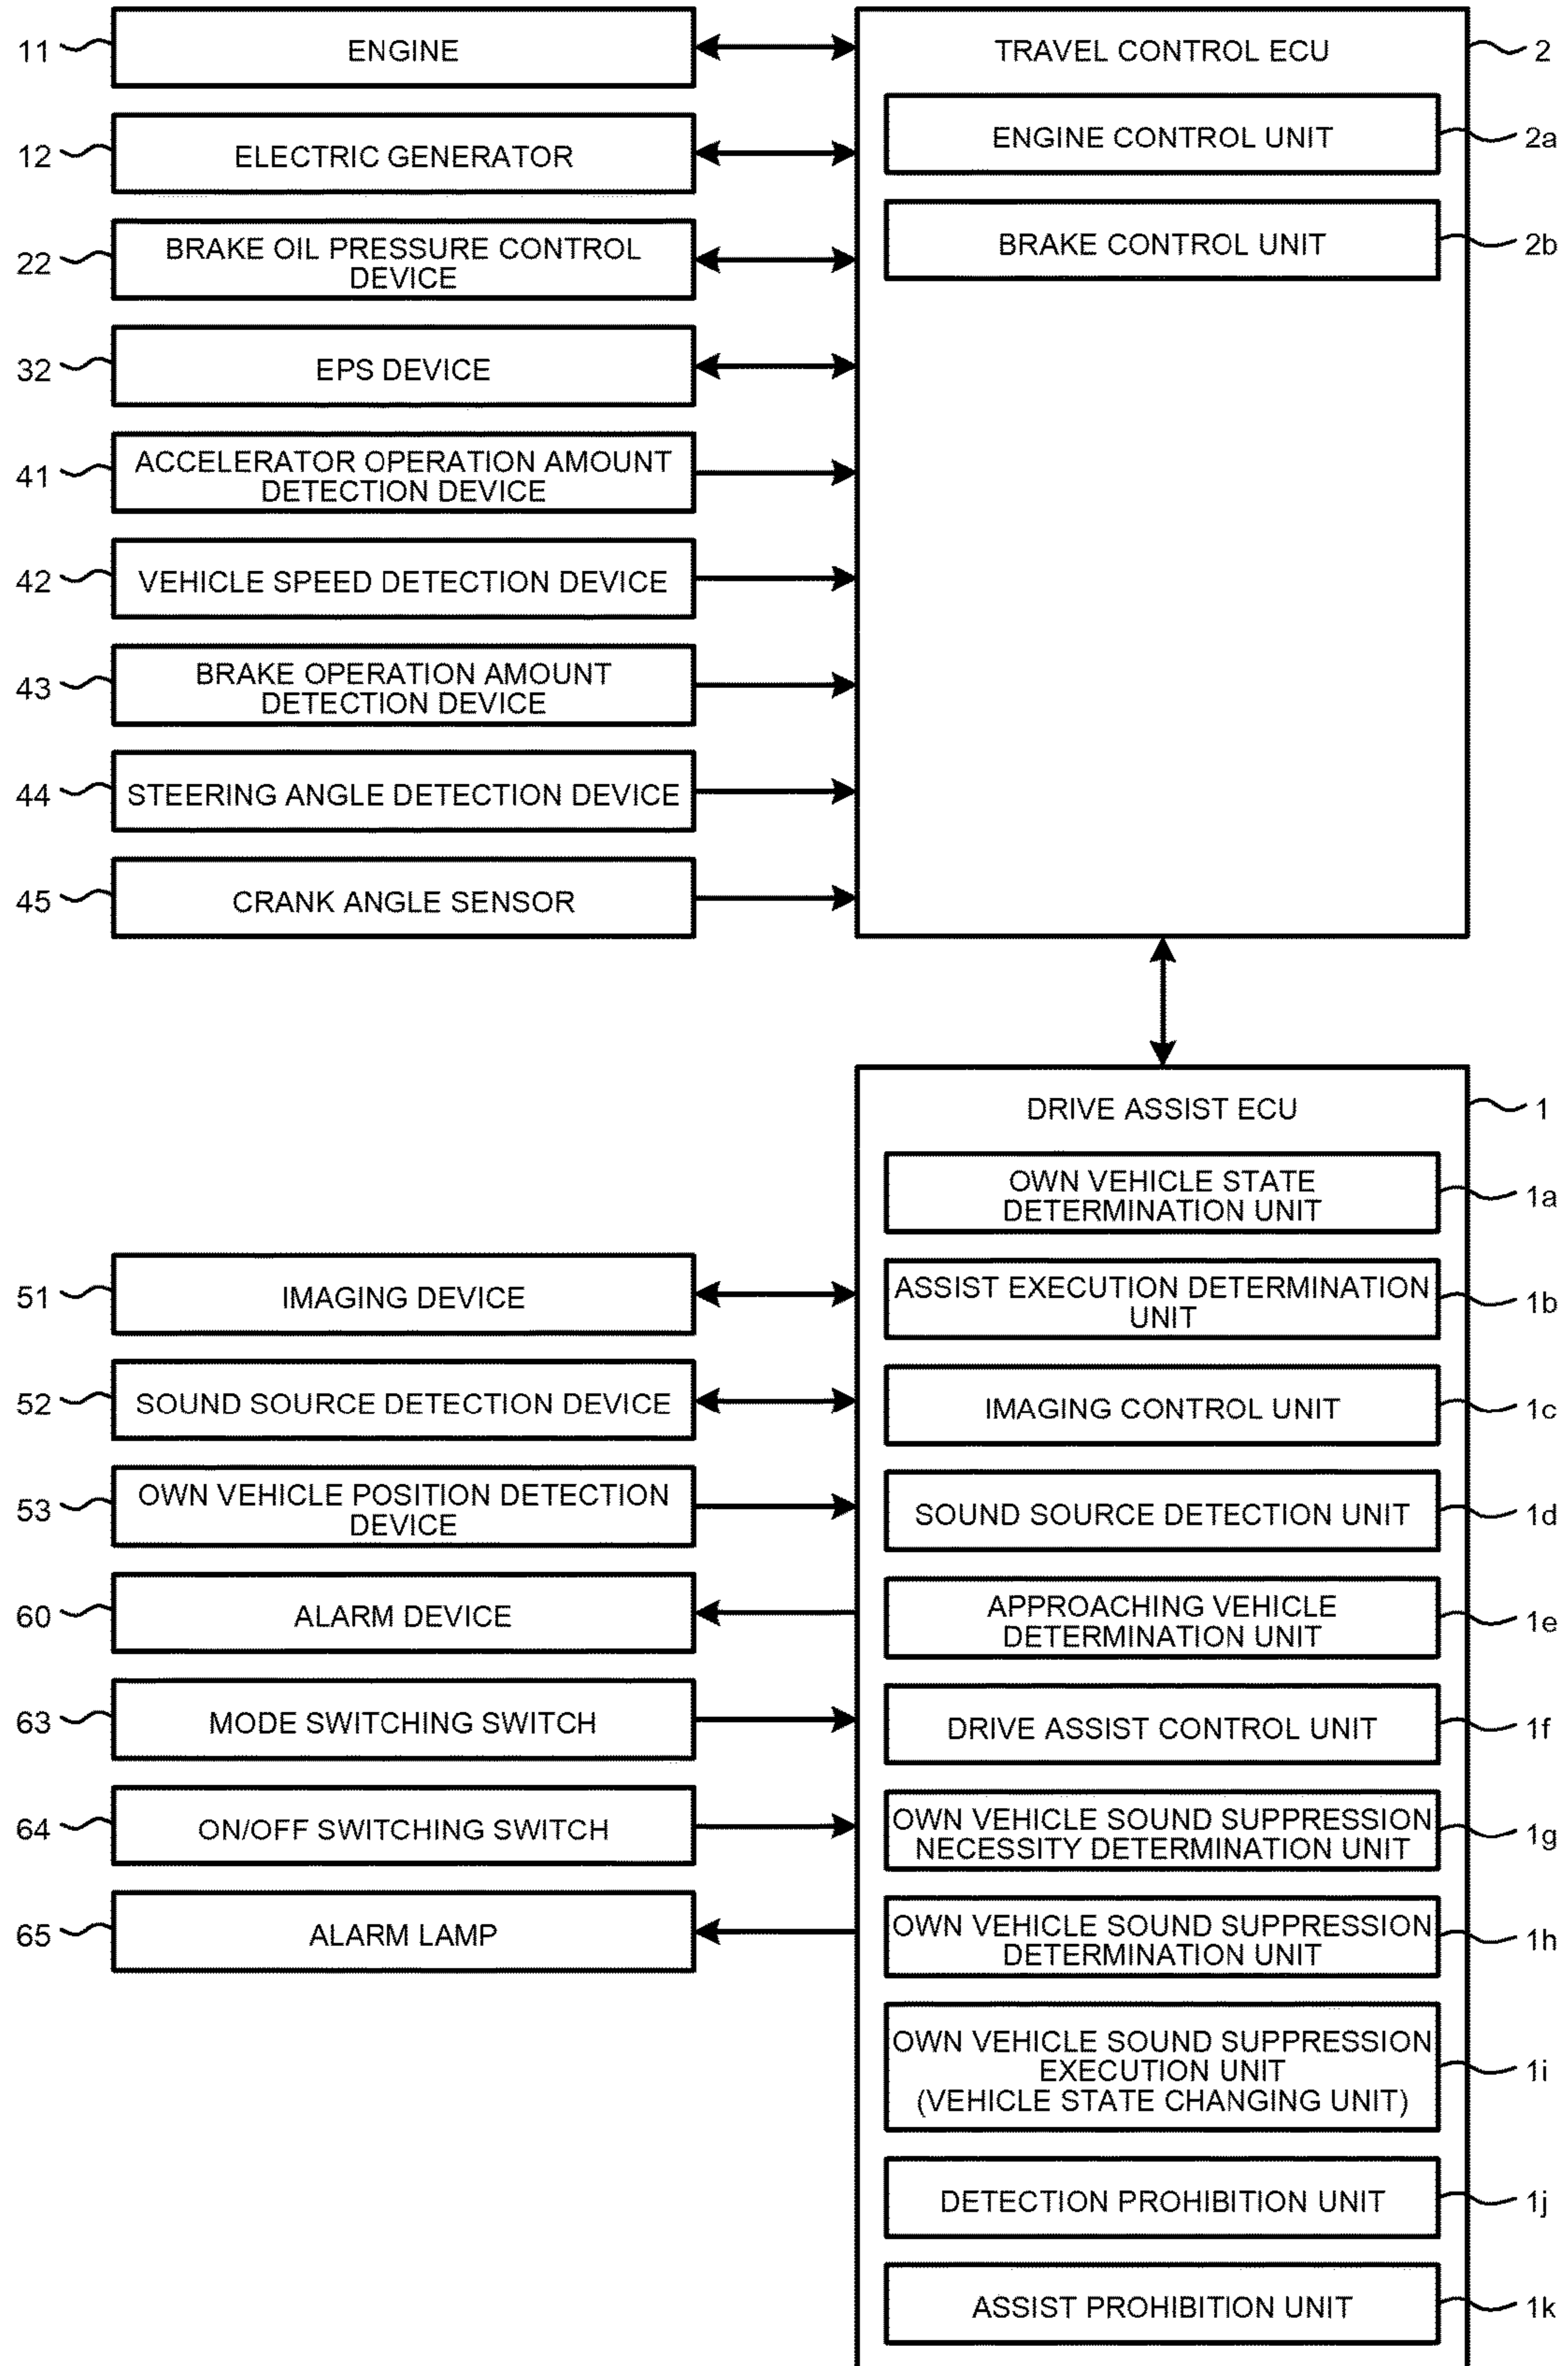 11
ENGINE
TRAVEL CONTROL ECU
2
ENGINE CONTROL UNIT
2a
12
ELECTRIC GENERATOR
BRAKE CONTROL UNIT
2b
22
BRAKE OIL PRESSURE CONTROL
DEVICE
32
EPS DEVICE
41
ACCELERATOR OPERATION AMOUNT
DETECTION DEVICE
42
VEHICLE SPEED DETECTION DEVICE
43
BRAKE OPERATION AMOUNT
DETECTION DEVICE
44
STEERING ANGLE DETECTION DEVICE
45
CRANK ANGLE SENSOR
DRIVE ASSIST ECU
1
OWN VEHICLE STATE
DETERMINATION UNIT
1a
51
IMAGING DEVICE
ASSIST EXECUTION DETERMINATION
UNIT
1b
52
SOUND SOURCE DETECTION DEVICE
IMAGING CONTROL UNIT
1c
53
OWN VEHICLE POSITION DETECTION
DEVICE
SOUND SOURCE DETECTION UNIT
1d
60
ALARM DEVICE
APPROACHING VEHICLE
DETERMINATION UNIT
1e
63
MODE SWITCHING SWITCH
DRIVE ASSIST CONTROL UNIT
1f
64
ON/OFF SWITCHING SWITCH
OWN VEHICLE SOUND SUPPRESSION
NECESSITY DETERMINATION UNIT
1g
65
ALARM LAMP
OWN VEHICLE SOUND SUPPRESSION
DETERMINATION UNIT
1h
OWN VEHICLE SOUND SUPPRESSION
EXECUTION UNIT
(VEHICLE STATE CHANGING UNIT)
1i
DETECTION PROHIBITION UNIT
1j
ASSIST PROHIBITION UNIT
1k